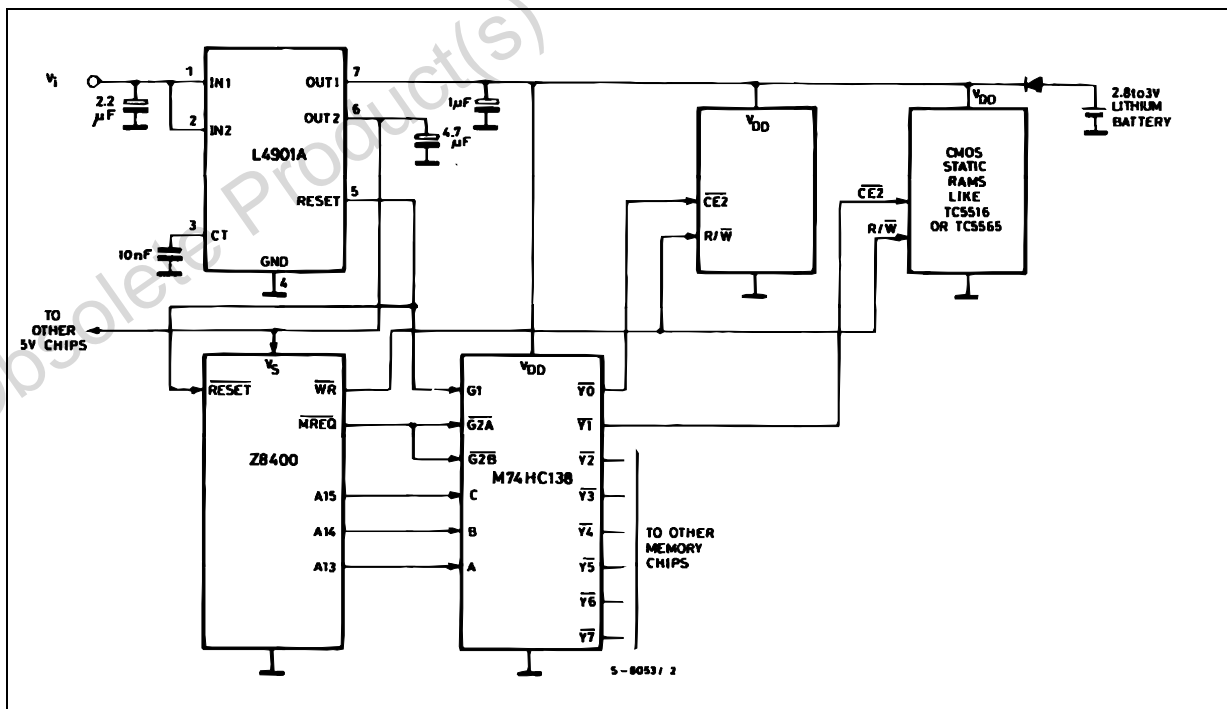 Obsolete Product(s)
Vi
2.2
µF
1
IN1
2
IN2
L4901A
OUT1
7
OUT2
6
RESET
5
3
CT
10nF
GND
4
1µF
4.7
µF
VDD
CE2
R/W
VDD
CMOS
STATIC
RAMS
LIKE
TC5516
OR TC5565
CE2
R/W
2.8to3V
LITHIUM
BATTERY
TO
OTHER
5V CHIPS
VS
RESET
WR
MREQ
Z8400
A15
A14
A13
VDD
G1
G2A
G2B
M74HC138
C
B
A
Y0
Y1
Y2
Y3
Y4
Y5
Y6
Y7
TO OTHER
MEMORY
CHIPS
S-6053/2